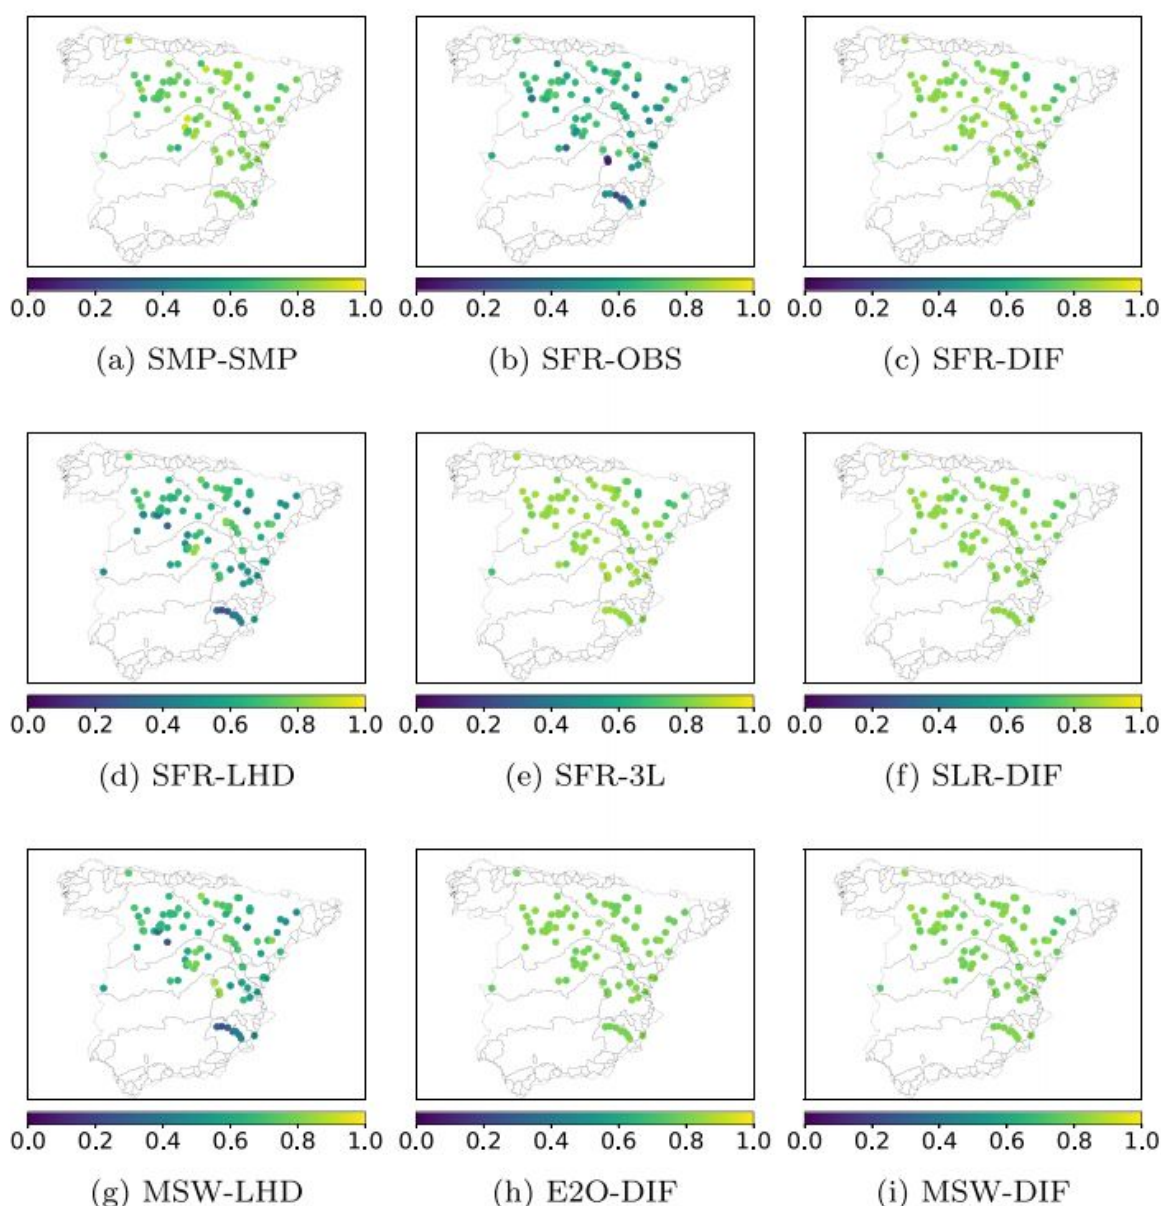 0.0 0.2 0.4 0.6 0.8 1.0 0.0 0.2 0.4 0.6 0.8 1.0 0.0 0.2 0.4 0.6 0.8 1.0
(a) SMP-SMP (b) SFR-OBS (c) SFR-DIF
0.0 0.2 0.4 0.6 0.8 1.0 0.0 0.2 0.4 0.6 0.8 1.0 0.0 0.2 0.4 0.6 0.8 1.0
(d) SFR-LHD (e) SFR-3L (f) SLR-DIF
0.0 0.2 0.4 0.6 0.8 1.0 0.0 0.2 0.4 0.6 0.8 1.0 0.0 0.2 0.4 0.6 0.8 1.0
(g) MSW-LHD (h) E2O-DIF (i) MSW-DIF